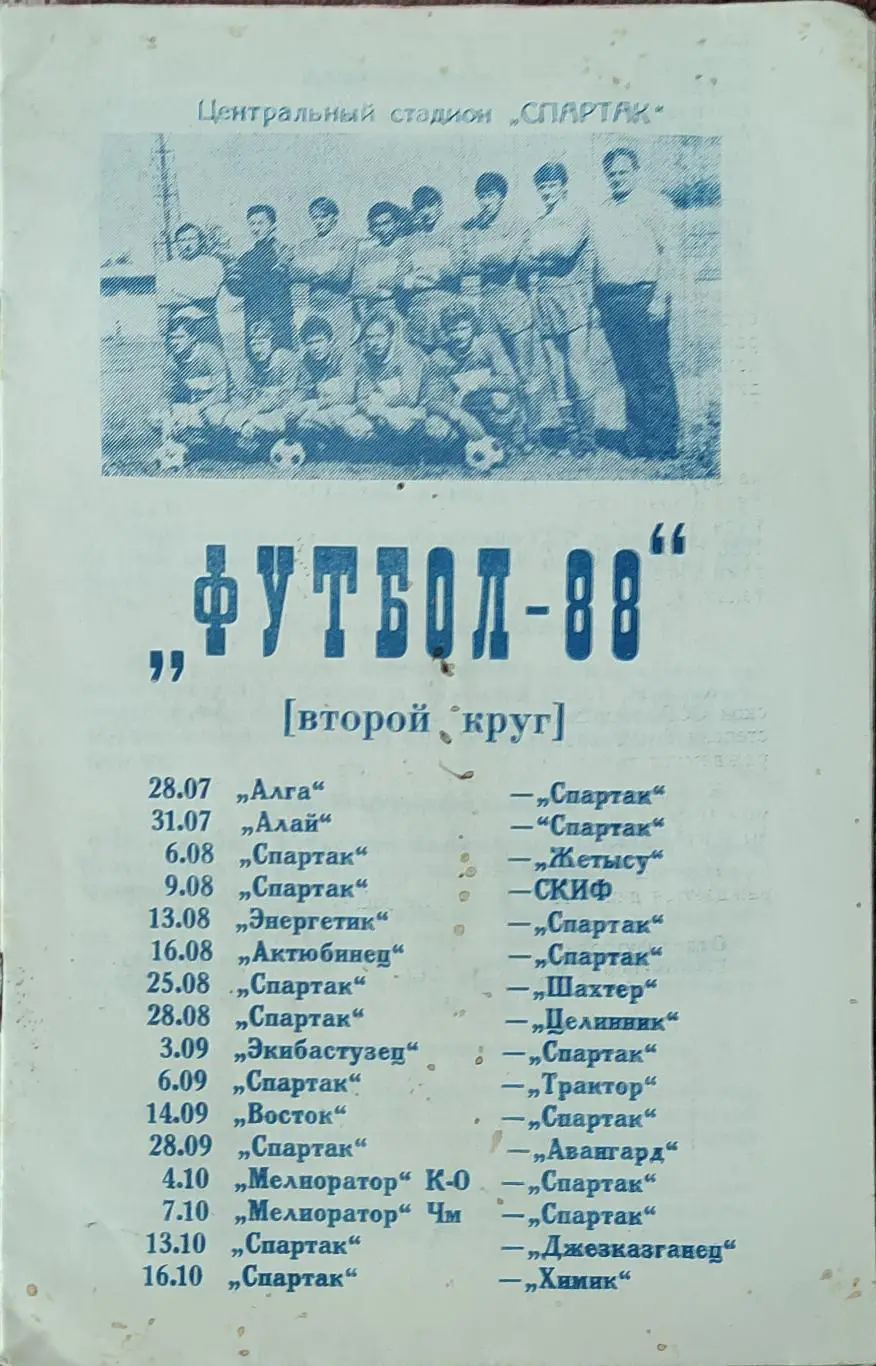 Центральный стадион „СПАРТАК“
„ФУТБОЛ-88“
[второй круг]
28.07 „Алга“ —„Спартак“
31.07 „Алай“ —“Спартак“
6.08 „Спартак“ —„Жетысу“
9.08 „Спартак“ —СКИФ
13.08 „Энергетик“ —„Спартак“
16.08 „Актюбинец“ —„Спартак“
25.08 „Спартак“ —„Шахтер“
28.08 „Спартак“ —„Целинник“
3.09 „Экибастузец“ —„Спартак“
6.09 „Спартак“ —„Трактор“
14.09 „Восток“ —„Спартак“
28.09 „Спартак“ —„Авангард“
4.10 „Мелиоратор“ К-О —„Спартак“
7.10 „Мелиоратор“ Чм —„Спартак“
13.10 „Спартак“ —„Джезказганец“
16.10 „Спартак“ —„Химик“